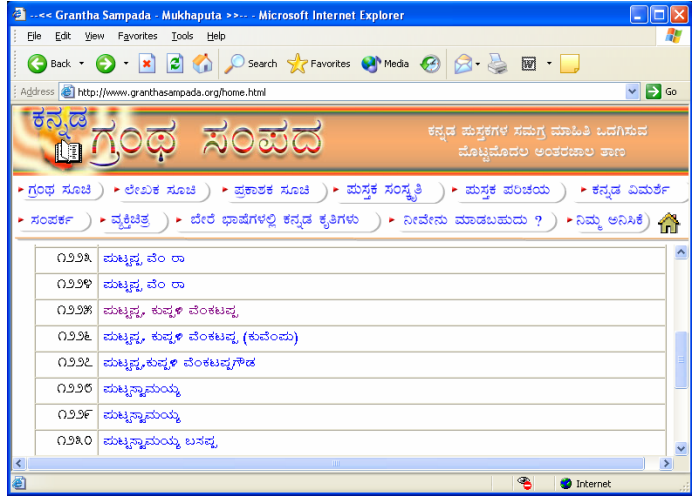 --<< Grantha Sampada - Mukhaputa >>-- - Microsoft Internet Explorer
File Edit View Favorites Tools Help
Back Search Favorites Media
Address http://www.granthasampada.org/home.html Go
ಕನ್ನಡ
ಗ್ರಂಥ ಸಂಪದ
ಕನ್ನಡ ಪುಸ್ತಕಗಳ ಸಮಗ್ರ ಮಾಹಿತಿ ಒದಗಿಸುವ
ಮೊಟ್ಟಮೊದಲ ಅಂತರಜಾಲ ತಾಣ
ಗ್ರಂಥ ಸೂಚಿ ಲೇಖಕ ಸೂಚಿ ಪ್ರಕಾಶಕ ಸೂಚಿ ಪುಸ್ತಕ ಸಂಸ್ಕೃತಿ ಪುಸ್ತಕ ಪರಿಚಯ ಕನ್ನಡ ವಿಮರ್ಶೆ
ಸಂಪರ್ಕ ವ್ಯಕ್ತಿಚಿತ್ರ ಬೇರೆ ಭಾಷೆಗಳಲ್ಲಿ ಕನ್ನಡ ಕೃತಿಗಳು ನೀವೇನು ಮಾಡಬಹುದು ? ನಿಮ್ಮ ಅನಿಸಿಕೆ
೧೨೨೩ ಪುಟ್ಟಪ್ಪ ವೆಂ ರಾ
೧೨೨೪ ಪುಟ್ಟಪ್ಪ ವೆಂ ರಾ
೧೨೨೫ ಪುಟ್ಟಪ್ಪ, ಕುಪ್ಪಳಿ ವೆಂಕಟಪ್ಪ
೧೨೨೬ ಪುಟ್ಟಪ್ಪ, ಕುಪ್ಪಳಿ ವೆಂಕಟಪ್ಪ (ಕುವೆಂಪು)
೧೨೨೭ ಪುಟ್ಟಪ್ಪ,ಕುಪ್ಪಳಿ ವೆಂಕಟಪ್ಪಗೌಡ
೧೨೨೮ ಪುಟ್ಟಸ್ವಾಮಯ್ಯ
೧೨೨೯ ಪುಟ್ಟಸ್ವಾಮಯ್ಯ
೧೨೩೦ ಪುಟ್ಟಸ್ವಾಮಯ್ಯ ಬಸಪ್ಪ
Internet